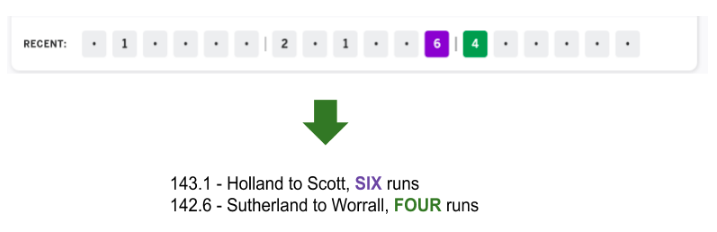 RECENT: • 1 • • • • | 2 • 1 • • 6 | 4 • • • • •
143.1 - Holland to Scott, SIX runs
142.6 - Sutherland to Worrall, FOUR runs